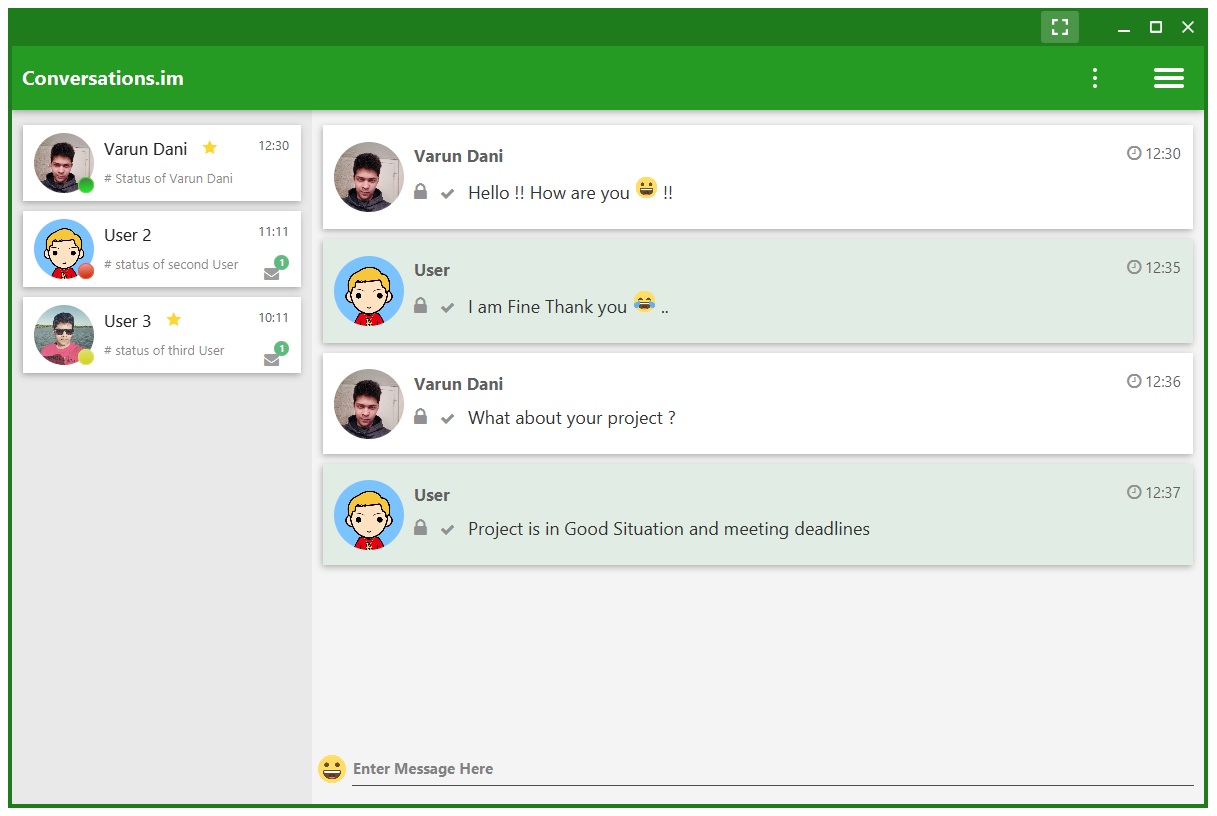 Conversations.im
Varun Dani 12:30
# Status of Varun Dani
User 2 11:11
# status of second User 1
User 3 10:11
# status of third User 1
Varun Dani 12:30
Hello !! How are you 😀 !!
User 12:35
I am Fine Thank you 😂 ..
Varun Dani 12:36
What about your project ?
User 12:37
Project is in Good Situation and meeting deadlines
Enter Message Here